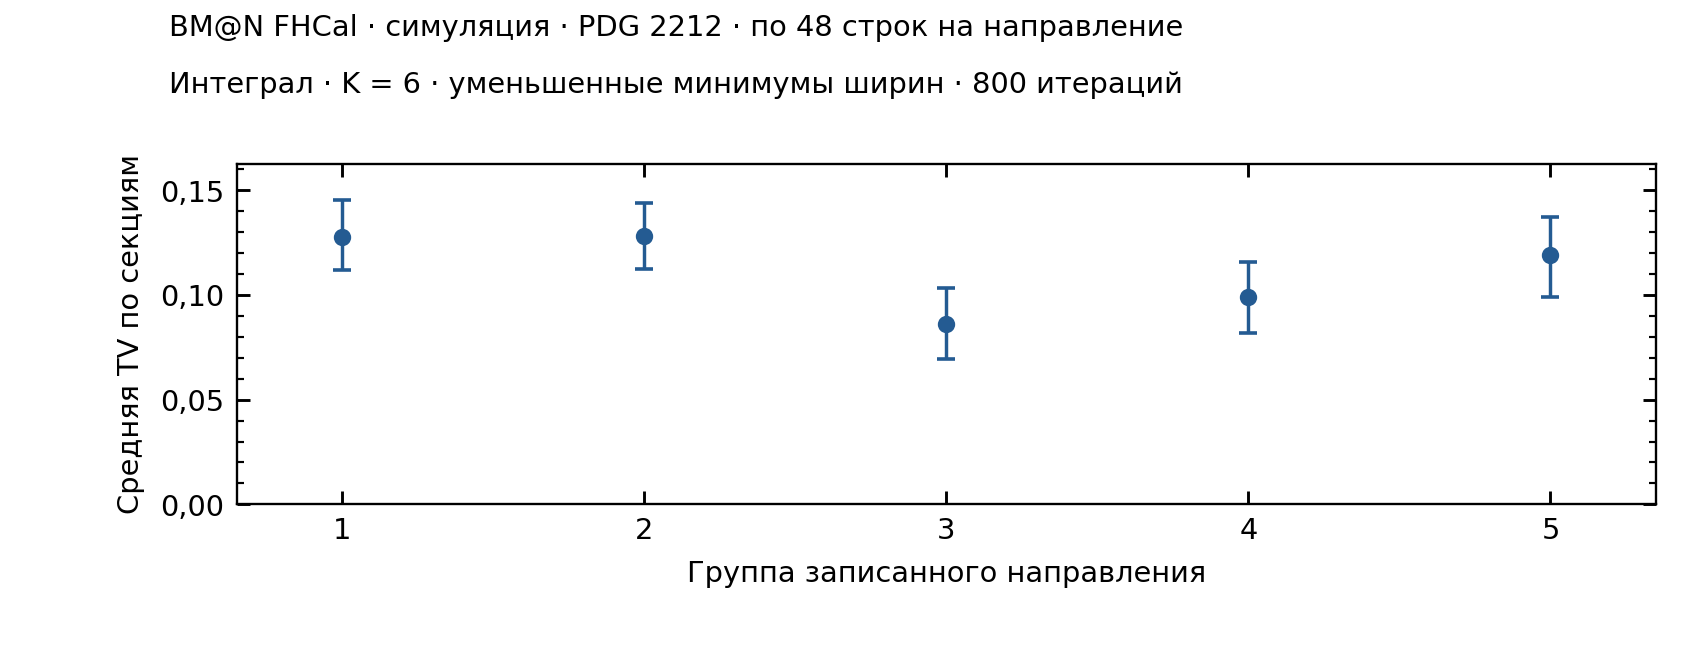 BM@N FHCal · симуляция · PDG 2212 · по 48 строк на направление
Интеграл · K = 6 · уменьшенные минимумы ширин · 800 итераций
Средняя TV по секциям
0,15
0,10
0,05
0,00
1 2 3 4 5
Группа записанного направления